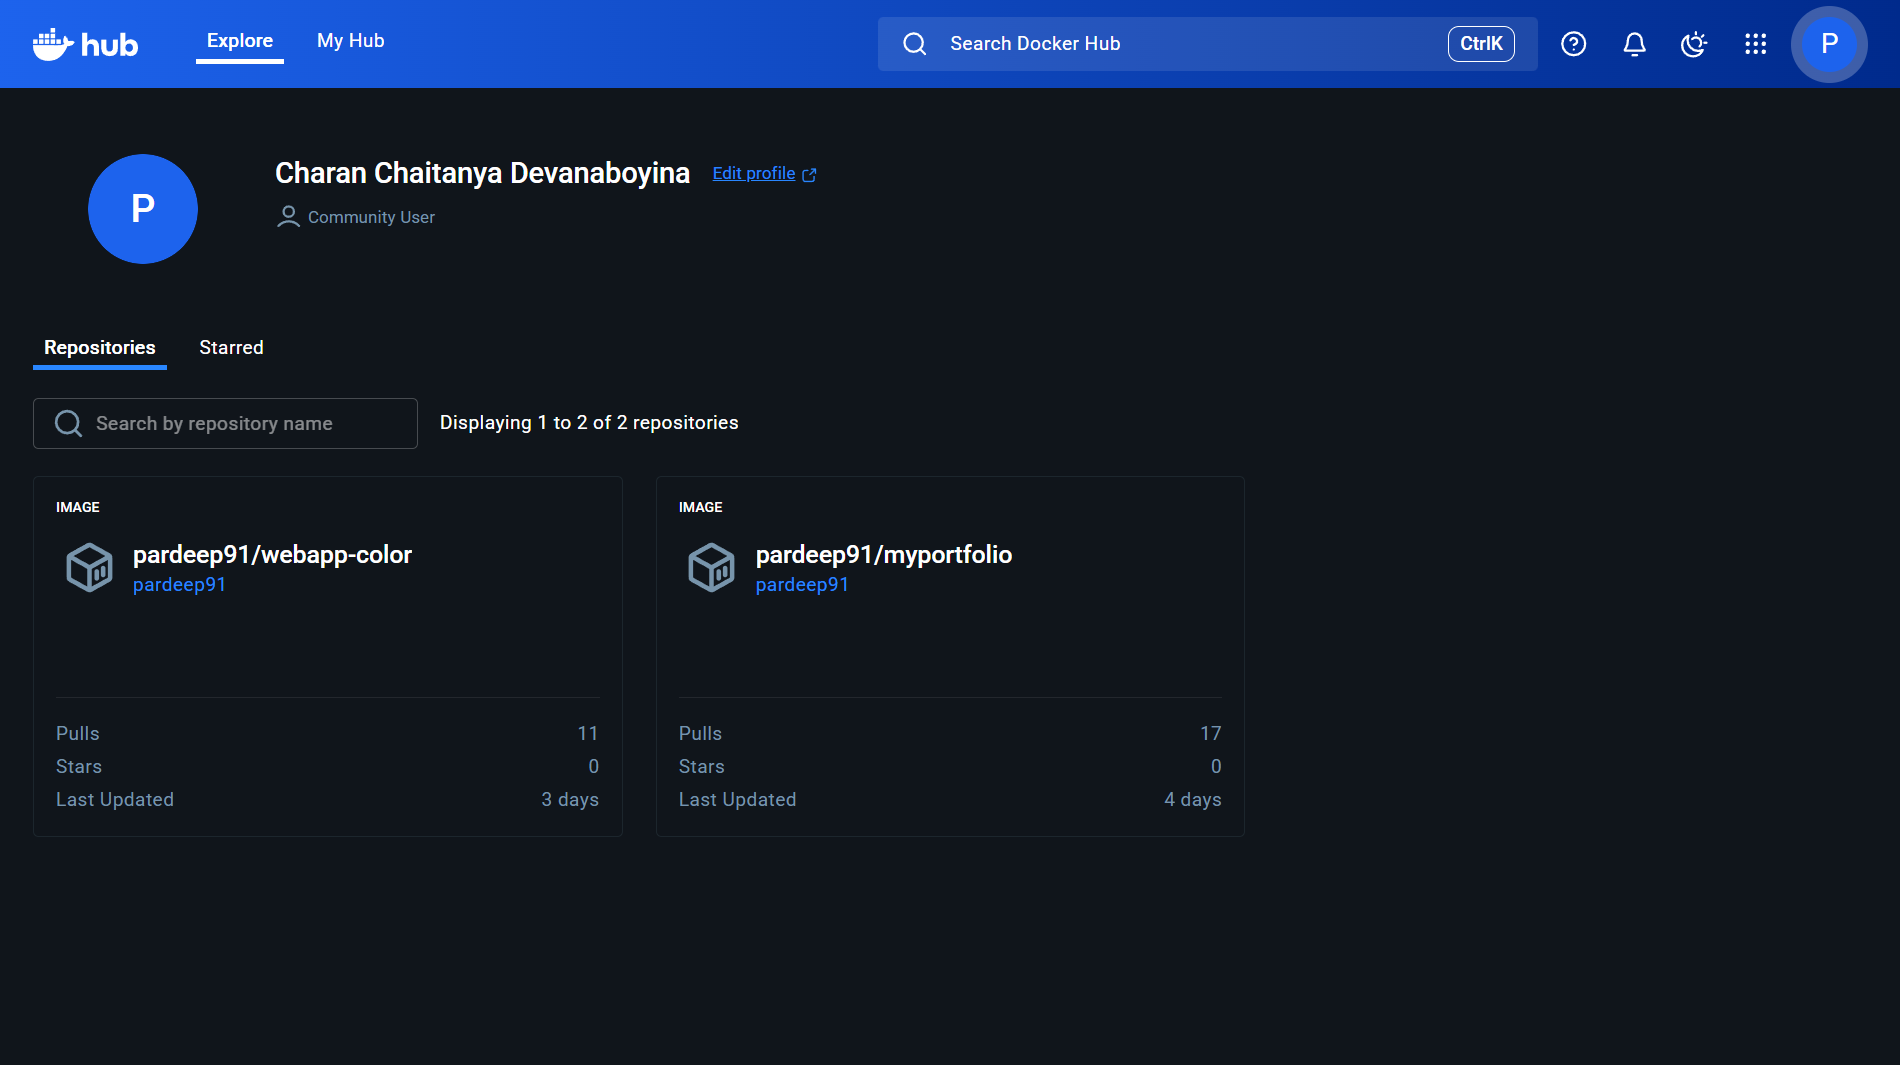 hub
Explore
My Hub
Search Docker Hub
CtrlK
P
P
Charan Chaitanya Devanaboyina
Edit profile
Community User
Repositories
Starred
Search by repository name
Displaying 1 to 2 of 2 repositories
IMAGE
pardeep91/webapp-color
pardeep91
Pulls 11
Stars 0
Last Updated 3 days
IMAGE
pardeep91/myportfolio
pardeep91
Pulls 17
Stars 0
Last Updated 4 days